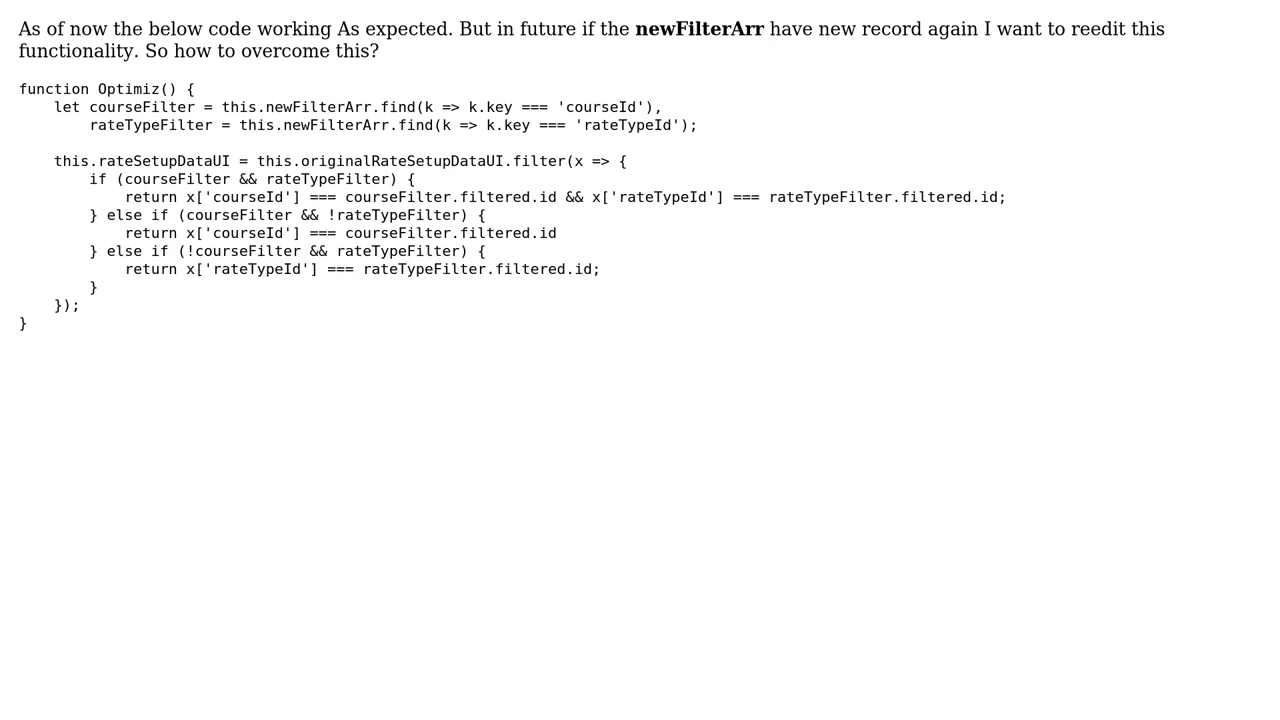 As of now the below code working As expected. But in future if the newFilterArr have new record again I want to reedit this
functionality. So how to overcome this?
function Optimiz() {
    let courseFilter = this.newFilterArr.find(k => k.key === 'courseId'),
        rateTypeFilter = this.newFilterArr.find(k => k.key === 'rateTypeId');

    this.rateSetupDataUI = this.originalRateSetupDataUI.filter(x => {
        if (courseFilter && rateTypeFilter) {
            return x['courseId'] === courseFilter.filtered.id && x['rateTypeId'] === rateTypeFilter.filtered.id;
        } else if (courseFilter && !rateTypeFilter) {
            return x['courseId'] === courseFilter.filtered.id
        } else if (!courseFilter && rateTypeFilter) {
            return x['rateTypeId'] === rateTypeFilter.filtered.id;
        }
    });
}